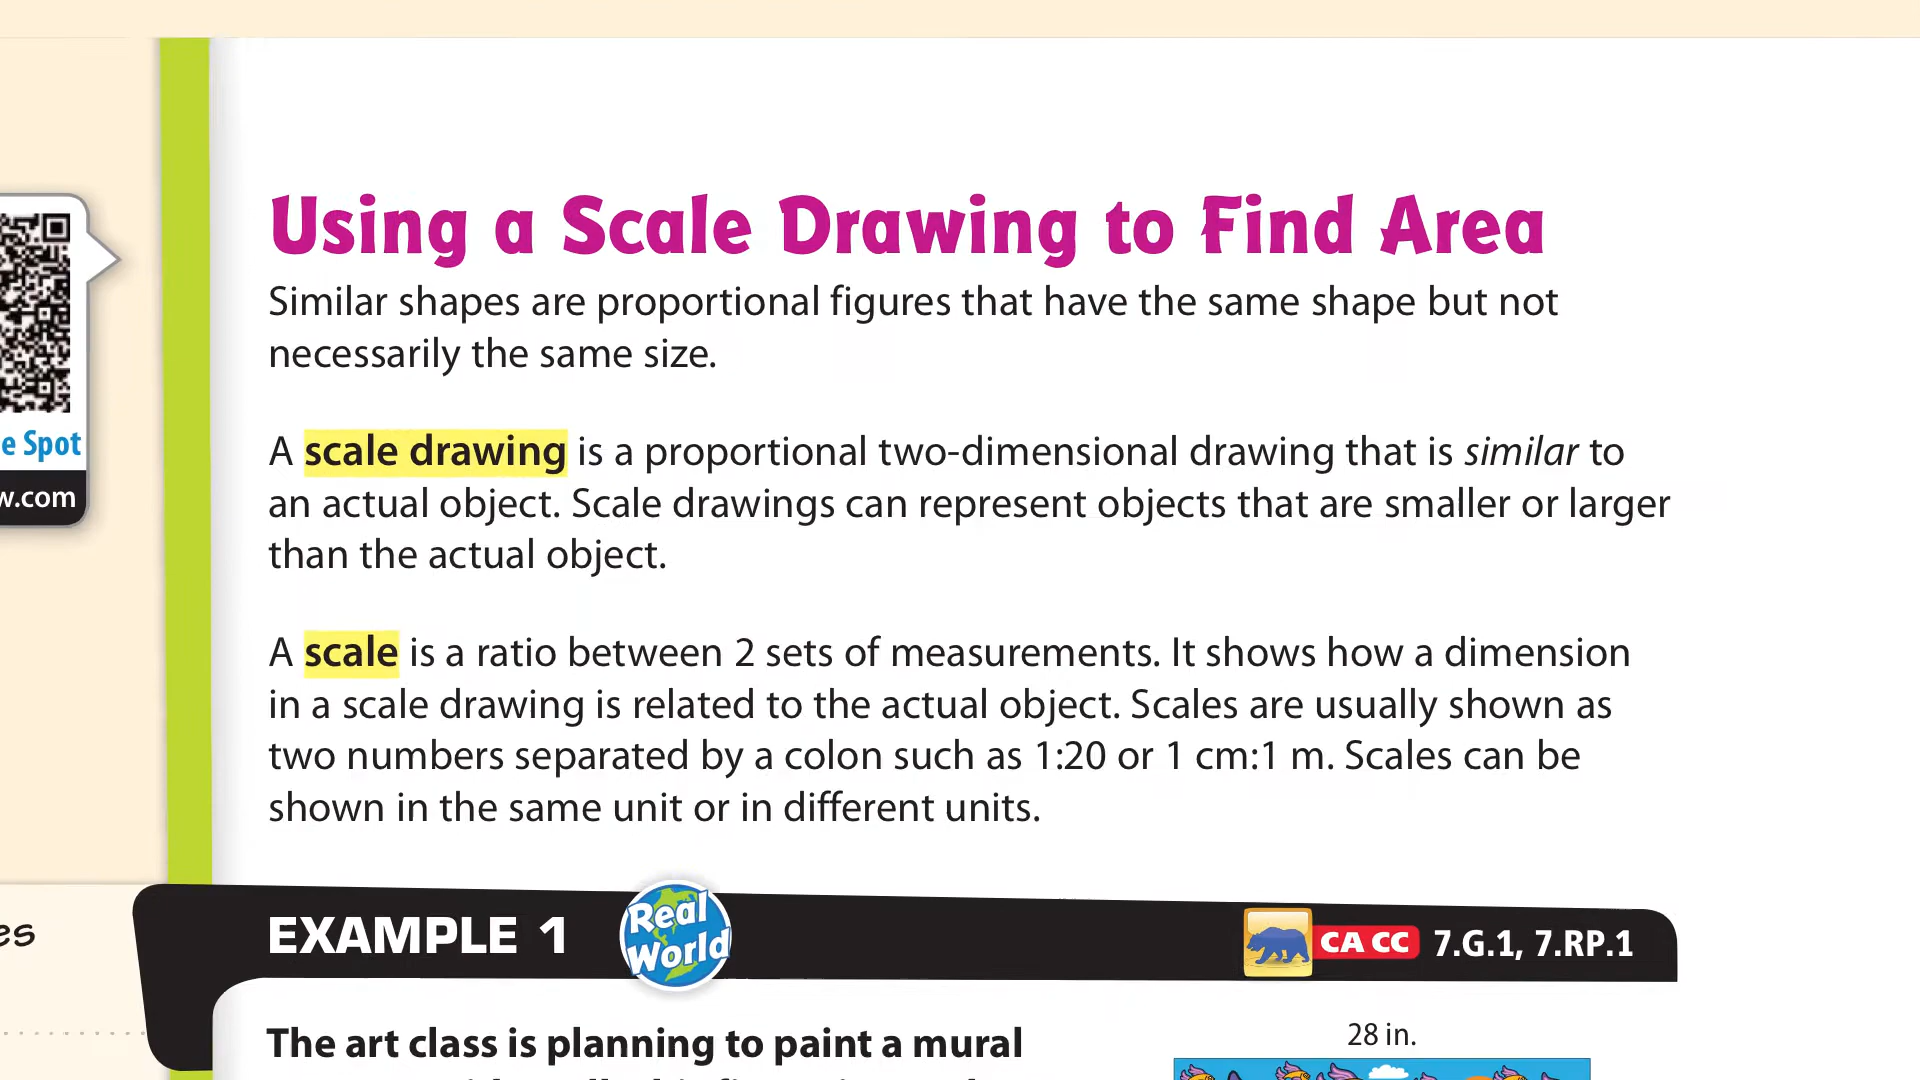 Using a Scale Drawing to Find Area
Similar shapes are proportional figures that have the same shape but not
necessarily the same size.
A scale drawing is a proportional two-dimensional drawing that is similar to
an actual object. Scale drawings can represent objects that are smaller or larger
than the actual object.
A scale is a ratio between 2 sets of measurements. It shows how a dimension
in a scale drawing is related to the actual object. Scales are usually shown as
two numbers separated by a colon such as 1:20 or 1 cm:1 m. Scales can be
shown in the same unit or in different units.
e Spot
w.com
es
EXAMPLE 1
Real
World
CA CC 7.G.1, 7.RP.1
The art class is planning to paint a mural
28 in.